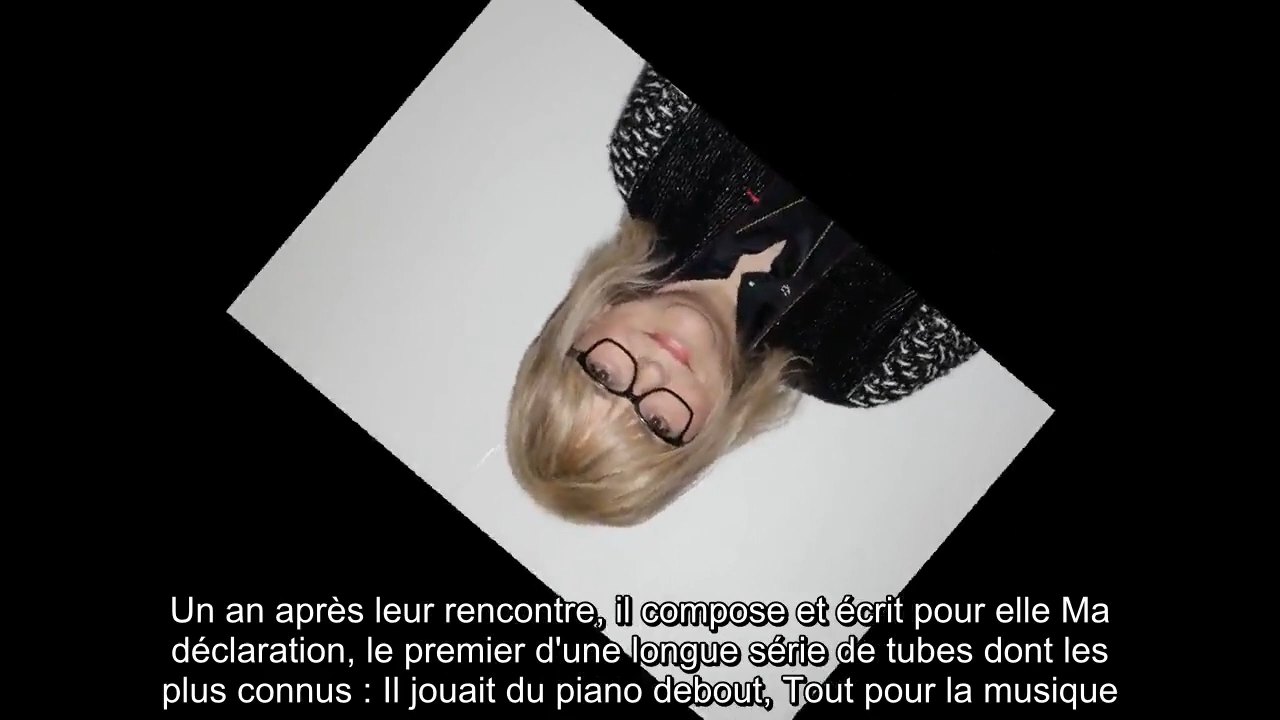 Un an après leur rencontre, il compose et écrit pour elle Ma
déclaration, le premier d'une longue série de tubes dont les
plus connus : Il jouait du piano debout, Tout pour la musique